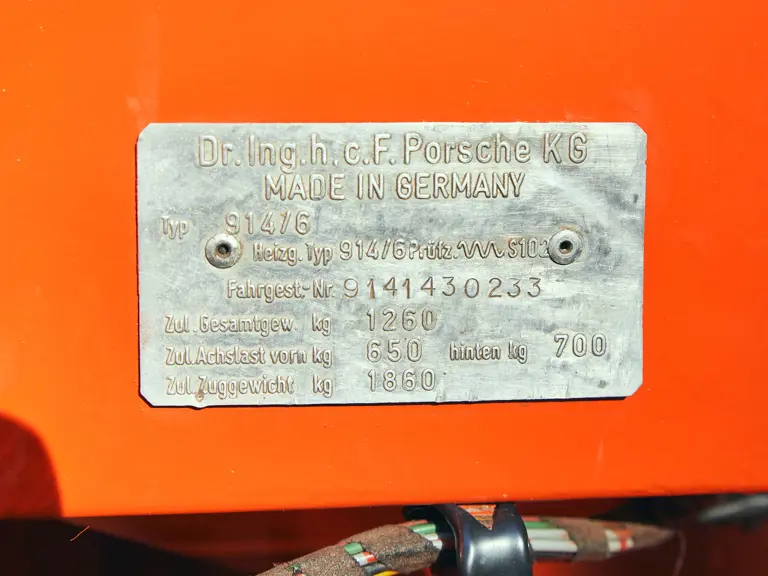 Dr. Ing. h. c. F. Porsche KG
MADE IN GERMANY
Typ 914/6
Heizg. Typ 914/6 Prüfz. S102
Fahrgest.-Nr. 9141430233
Zul. Gesamtgew. kg 1260
Zul. Achslast vorn kg 650 hinten kg 700
Zul. Zuggewicht kg 1860